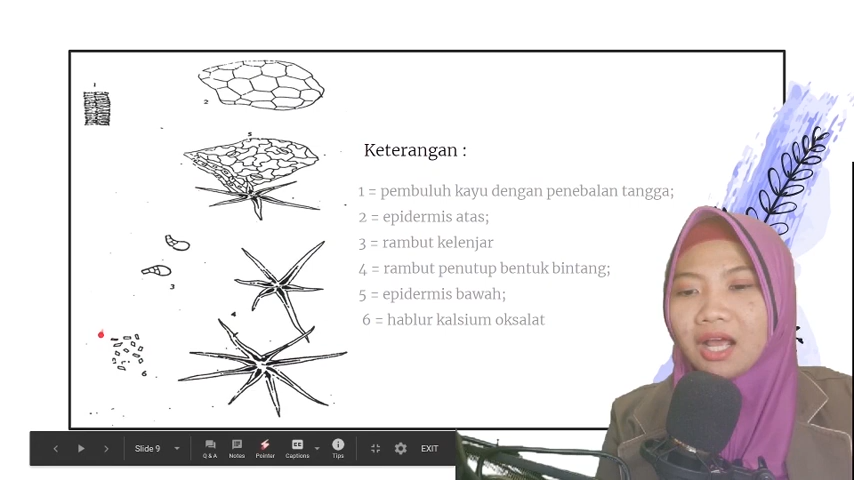 1
2
5
3
4
6
Keterangan :
1 = pembuluh kayu dengan penebalan tangga;
2 = epidermis atas;
3 = rambut kelenjar
4 = rambut penutup bentuk bintang;
5 = epidermis bawah;
6 = hablur kalsium oksalat
Slide 9
Q & A
Notes
Pointer
Captions
Tips
EXIT